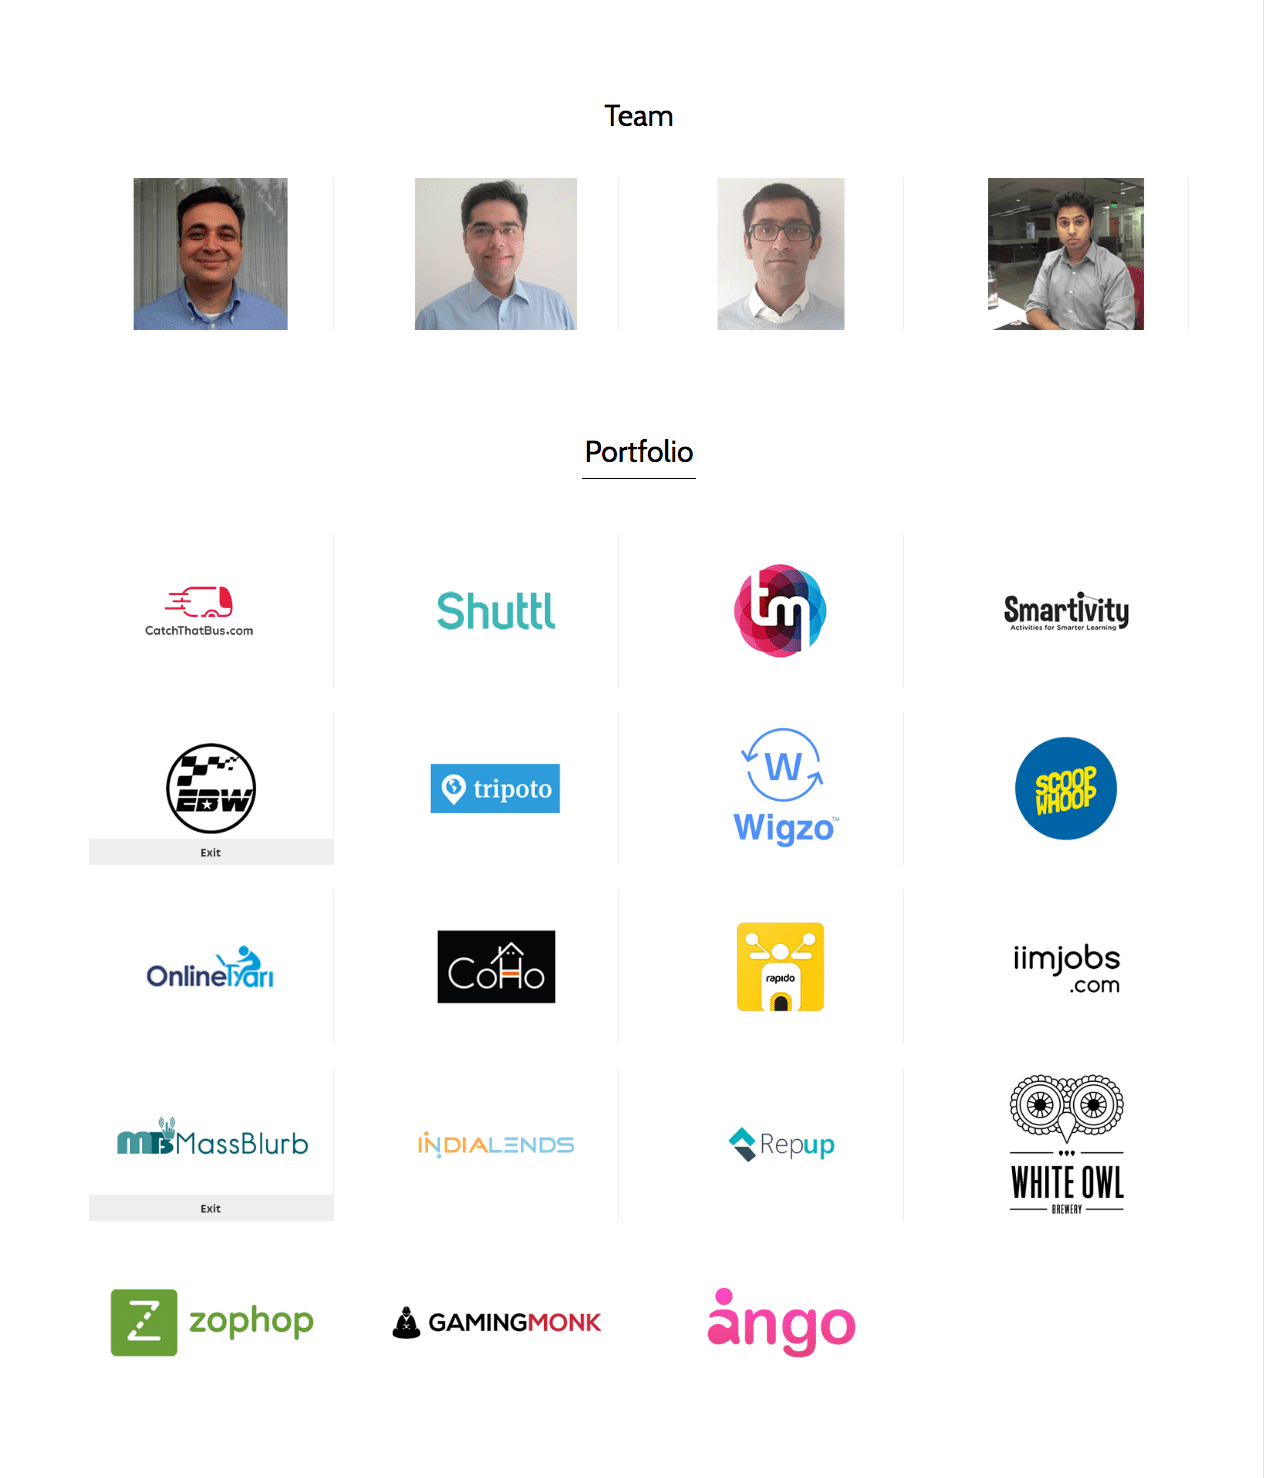 Team
Portfolio
CatchThatBus.com
Shuttl
tm
Smartivity
Activities for Smarter Learning
EBW
Exit
tripoto
W
Wigzo™
SCOOP
WHOOP
OnlineTyari
CoHo
rapido
iimjobs
.com
MB MassBlurb
Exit
INDIALENDS
Repup
WHITE OWL
BREWERY
Z zophop
GAMINGMONK
ango